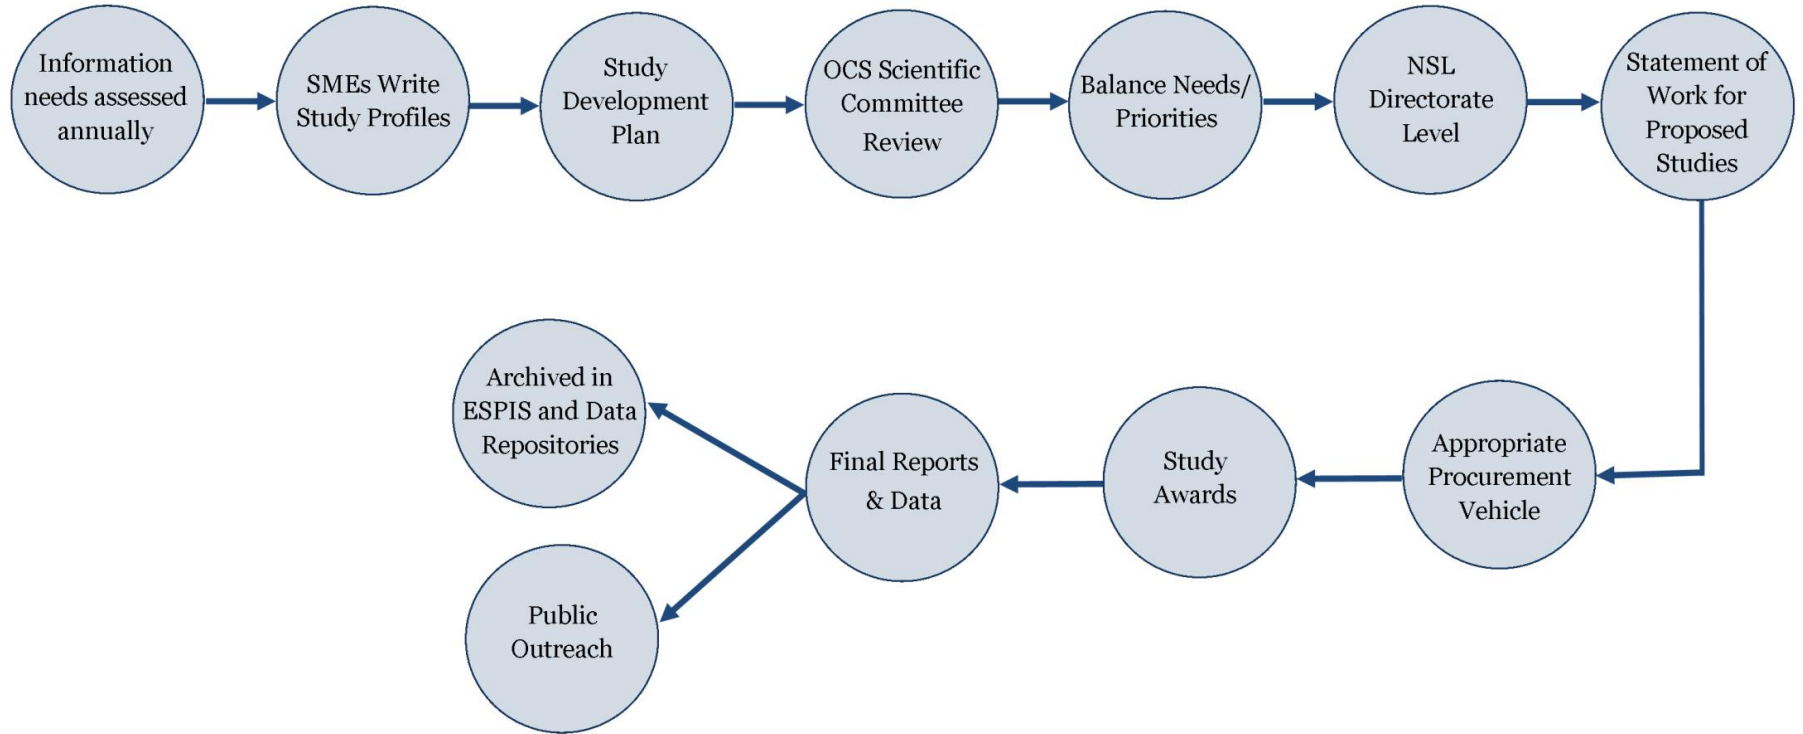 Information
needs assessed
annually
SMEs Write
Study Profiles
Study
Development
Plan
OCS Scientific
Committee
Review
Balance Needs/
Priorities
NSL
Directorate
Level
Statement of
Work for
Proposed
Studies
Appropriate
Procurement
Vehicle
Study
Awards
Final Reports
& Data
Archived in
ESPIS and Data
Repositories
Public
Outreach